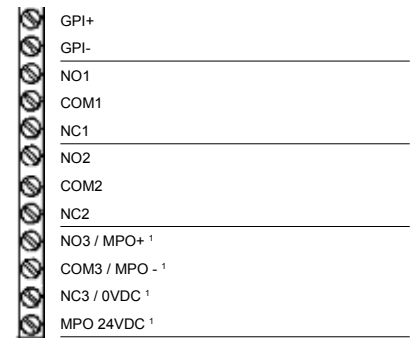 GPI+
GPI-
NO1
COM1
NC1
NO2
COM2
NC2
NO3 / MPO+ ¹
COM3 / MPO - ¹
NC3 / 0VDC ¹
MPO 24VDC ¹